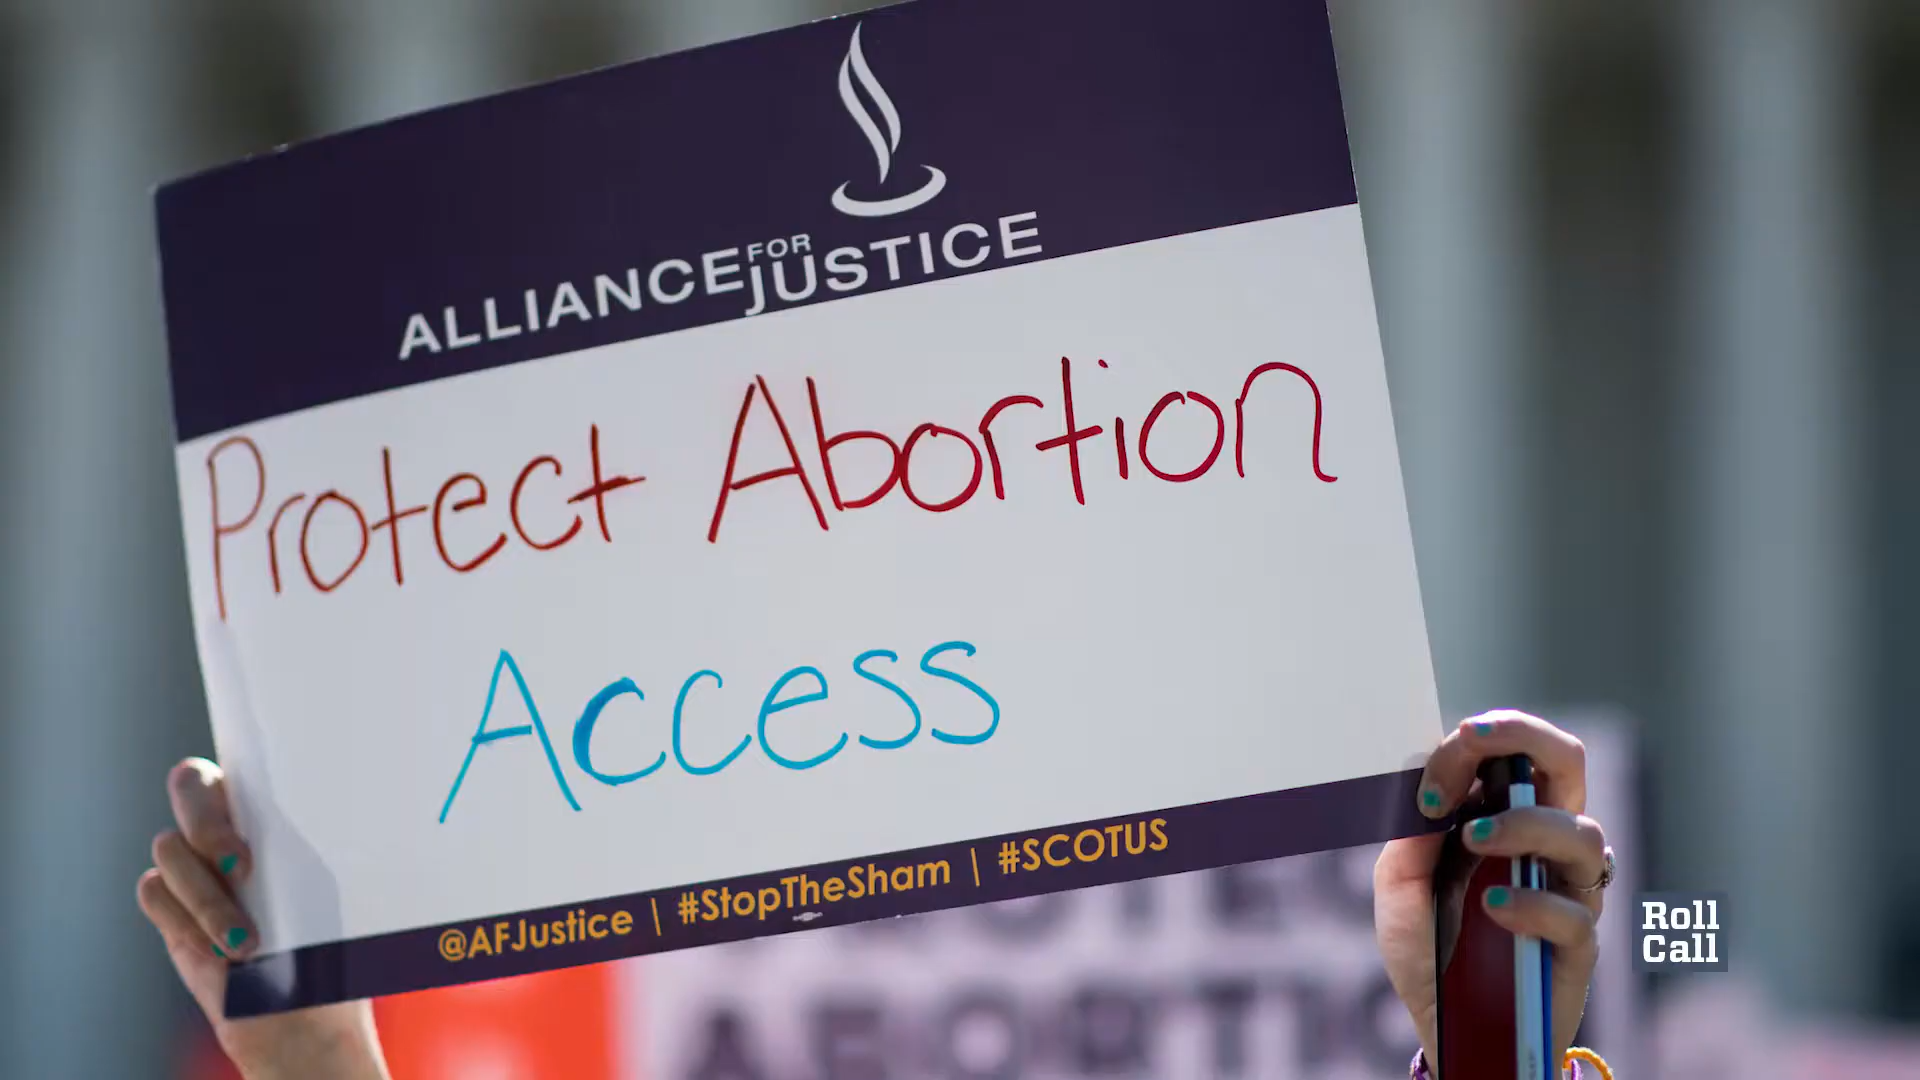 ALLIANCE FOR JUSTICE
Protect Abortion
Access
@AFJustice | #StopTheSham | #SCOTUS
Roll
Call